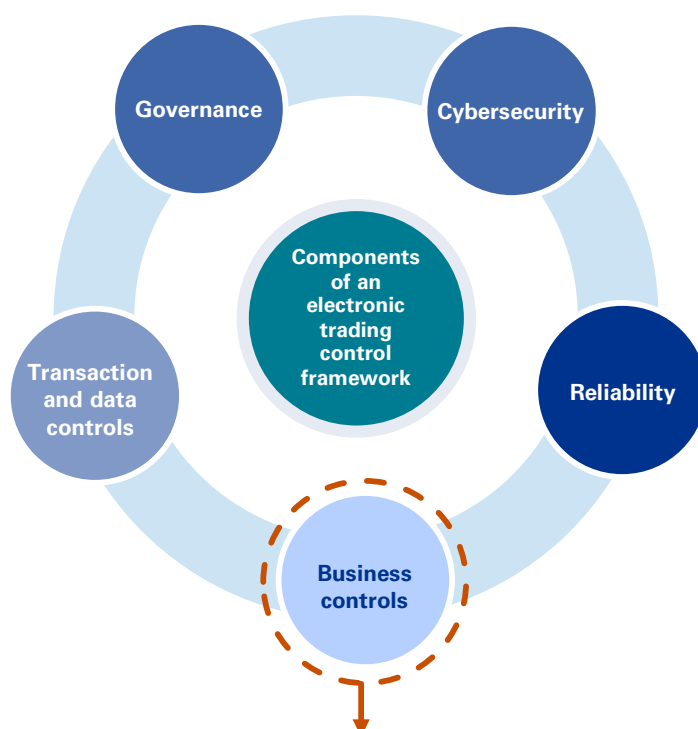 Governance
Cybersecurity
Components
of an
electronic
trading
control
framework
Transaction
and data
controls
Reliability
Business
controls